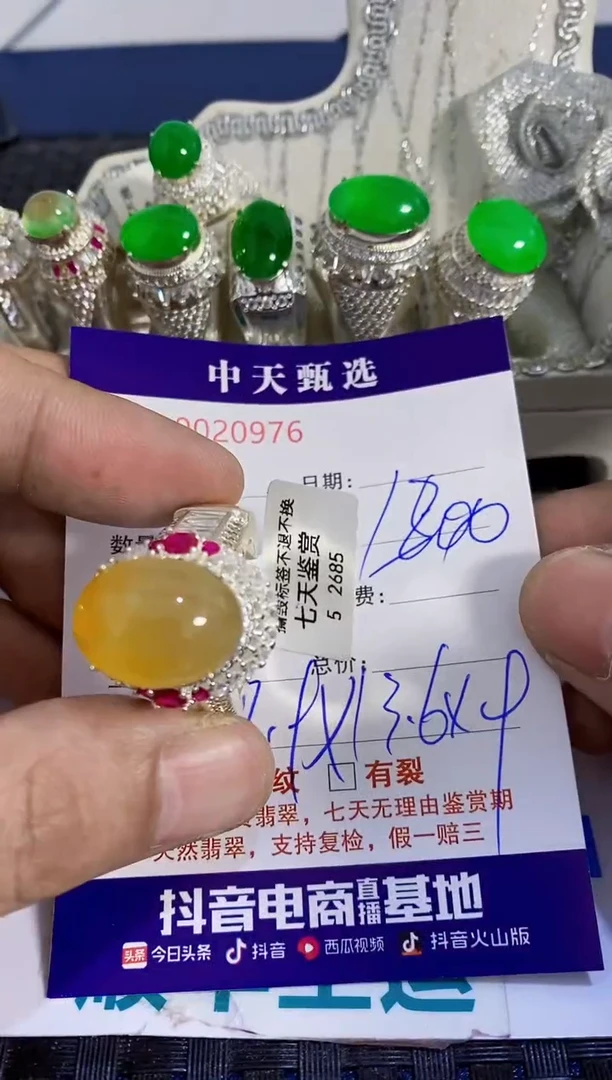 中天甄选
0020976
日期:
1800
数量
损毁标签不退不换
七天鉴赏
5 2685
费:
总价:
13.6X9
纹 □ 有裂
翡翠，七天无理由鉴赏期
天然翡翠，支持复检，假一赔三
抖音电商直播基地
头条 今日头条 抖音 西瓜视频 抖音火山版